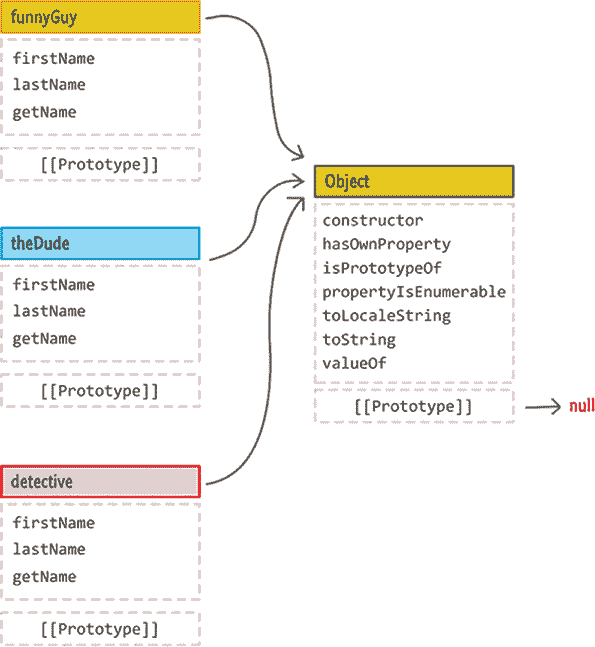 funnyGuy
firstName
lastName
getName
[[Prototype]]
theDude
firstName
lastName
getName
[[Prototype]]
detective
firstName
lastName
getName
[[Prototype]]
Object
constructor
hasOwnProperty
isPrototypeOf
propertyIsEnumerable
toLocaleString
toString
valueOf
[[Prototype]]
null